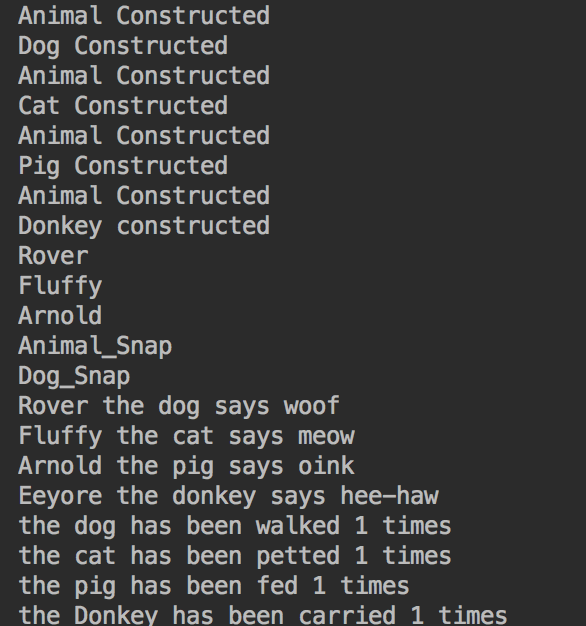 Animal Constructed
Dog Constructed
Animal Constructed
Cat Constructed
Animal Constructed
Pig Constructed
Animal Constructed
Donkey constructed
Rover
Fluffy
Arnold
Animal_Snap
Dog_Snap
Rover the dog says woof
Fluffy the cat says meow
Arnold the pig says oink
Eeyore the donkey says hee-haw
the dog has been walked 1 times
the cat has been petted 1 times
the pig has been fed 1 times
the Donkey has been carried 1 times